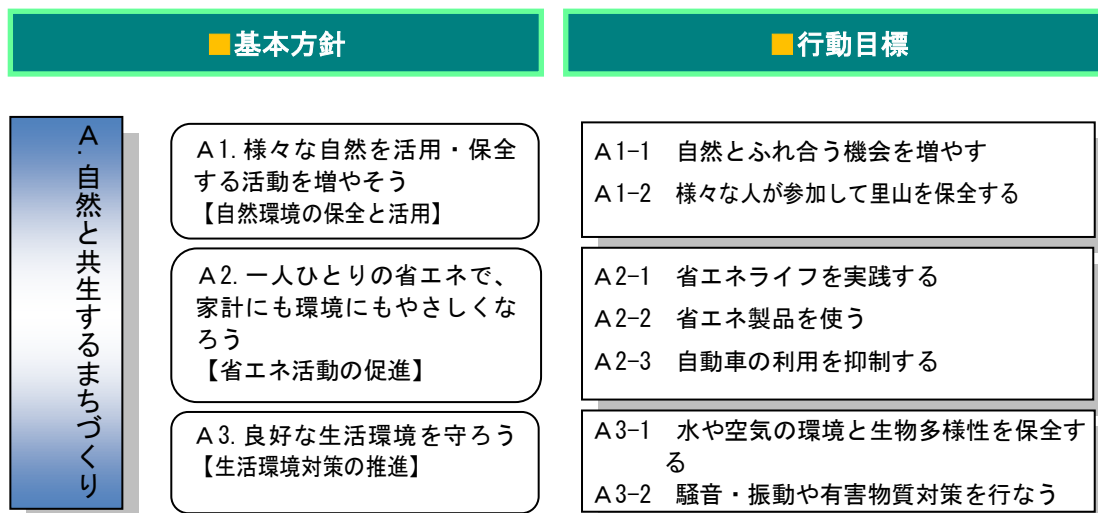 ■基本方針
■行動目標
A.自然と共生するまちづくり
A1.様々な自然を活用・保全
する活動を増やそう
【自然環境の保全と活用】
A1-1 自然とふれ合う機会を増やす
A1-2 様々な人が参加して里山を保全する
A2.一人ひとりの省エネで、
家計にも環境にもやさしくな
ろう
【省エネ活動の促進】
A2-1 省エネライフを実践する
A2-2 省エネ製品を使う
A2-3 自動車の利用を抑制する
A3.良好な生活環境を守ろう
【生活環境対策の推進】
A3-1 水や空気の環境と生物多様性を保全す
る
A3-2 騒音・振動や有害物質対策を行なう